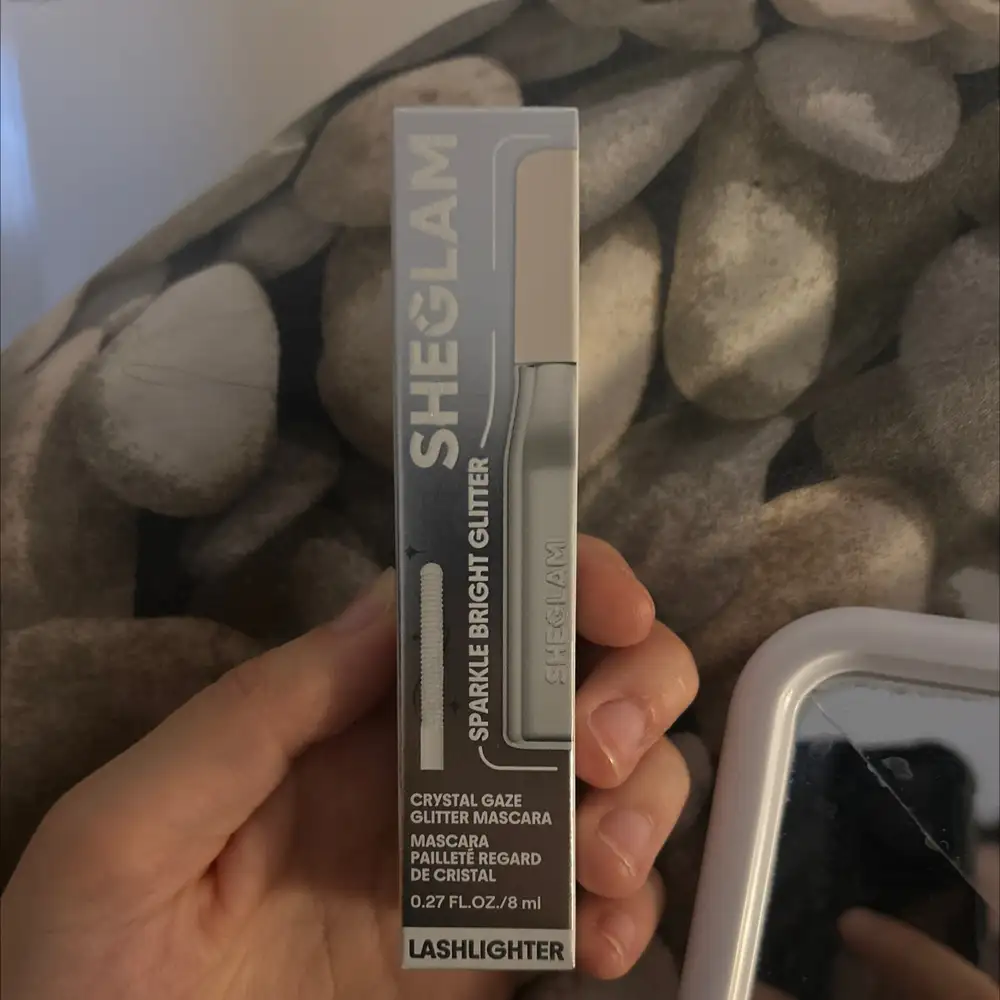 SHEGLAM
SPARKLE BRIGHT GLITTER
SHEGLAM
CRYSTAL GAZE
GLITTER MASCARA
MASCARA
PAILLETÉ REGARD
DE CRISTAL
0.27 FL.OZ./8 ml
LASHLIGHTER